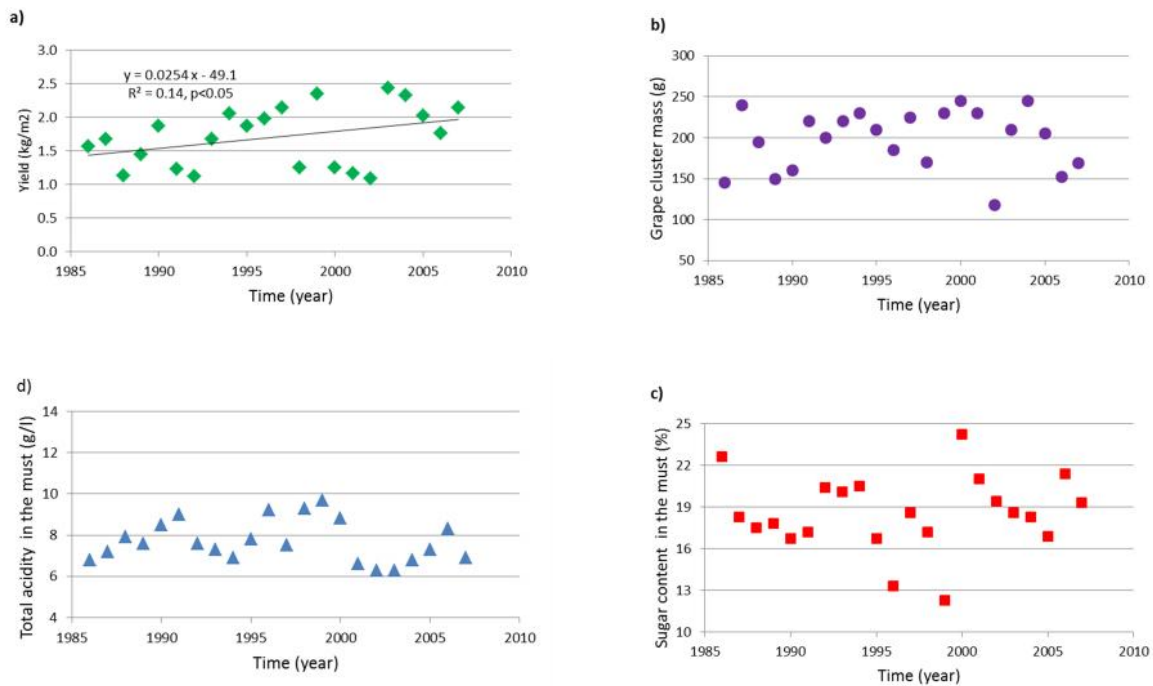 a)
3.0
2.5
2.0
1.5
1.0
0.5
0.0
Yield (kg/m2)
y = 0.0254 x - 49.1
R² = 0.14, p<0.05
1985 1990 1995 2000 2005 2010
Time (year)
b)
300
250
200
150
100
50
Grape cluster mass (g)
1985 1990 1995 2000 2005 2010
Time (year)
d)
14
12
10
8
6
4
Total acidity in the must (g/l)
1985 1990 1995 2000 2005 2010
Time (year)
c)
25
22
19
16
13
10
Sugar content in the must (%)
1985 1990 1995 2000 2005 2010
Time (year)